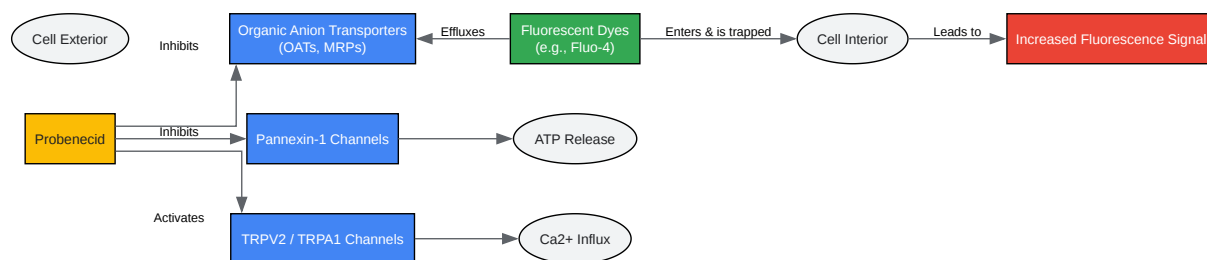 Cell Exterior
Inhibits
Organic Anion Transporters
(OATs, MRPs)
Effluxes
Fluorescent Dyes
(e.g., Fluo-4)
Enters & is trapped
Cell Interior
Leads to
Increased Fluorescence Signal
Probenecid
Inhibits
Pannexin-1 Channels
ATP Release
Activates
TRPV2 / TRPA1 Channels
Ca2+ Influx